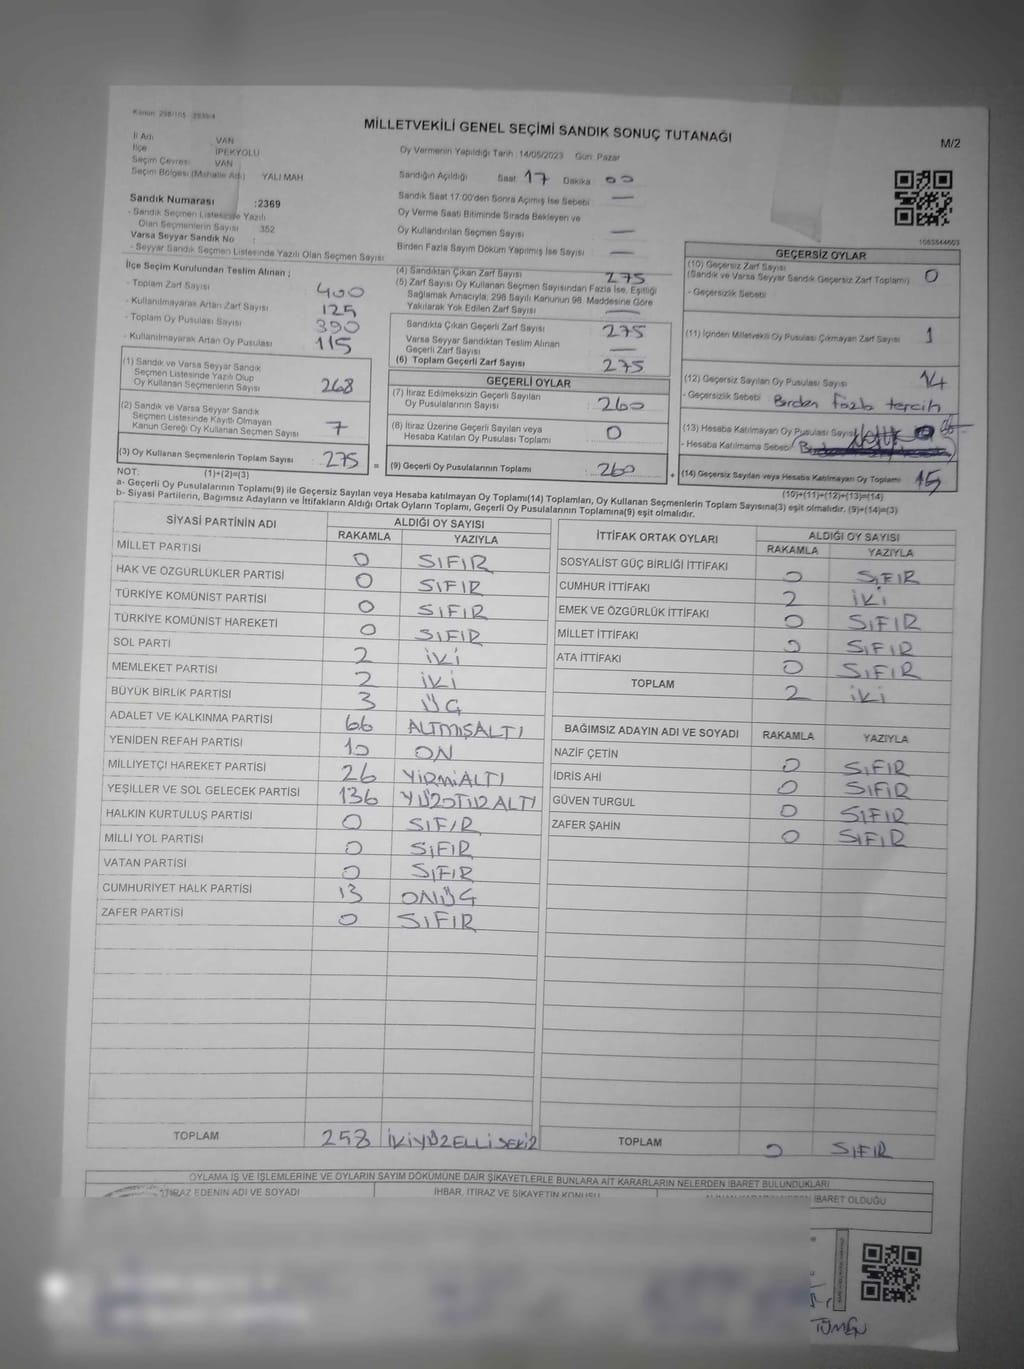 Kanun: 298/105 2839/4
MİLLETVEKİLİ GENEL SEÇİMİ SANDIK SONUÇ TUTANAĞI
M/2
İl Adı : VAN
İlçe : İPEKYOLU
Seçim Çevresi : VAN
Seçim Bölgesi (Mahalle Adı) : YALI MAH
Sandık Numarası :2369
- Sandık Seçmen Listesinde Yazılı
Olan Seçmenlerin Sayısı : 352
Varsa Seyyar Sandık No :
- Seyyar Sandık Seçmen Listesinde Yazılı Olan Seçmen Sayısı:
Oy Vermenin Yapıldığı Tarih : 14/05/2023 Gün: Pazar
Sandığın Açıldığı Saat 17 Dakika 00
Sandık Saat 17:00'den Sonra Açılmış İse Sebebi —
Oy Verme Saati Bitiminde Sırada Bekleyen ve
Oy Kullandırılan Seçmen Sayısı —
Birden Fazla Sayım Döküm Yapılmış İse Sayısı —
İlçe Seçim Kurulundan Teslim Alınan ;
- Toplam Zarf Sayısı 400
- Kullanılmayarak Artan Zarf Sayısı 125
- Toplam Oy Pusulası Sayısı 390
- Kullanılmayarak Artan Oy Pusulası 115
(1) Sandık ve Varsa Seyyar Sandık
Seçmen Listesinde Yazılı Olup
Oy Kullanan Seçmenlerin Sayısı 268
(2) Sandık ve Varsa Seyyar Sandık
Seçmen Listesinde Kayıtlı Olmayan
Kanun Gereği Oy Kullanan Seçmen Sayısı 7
(3) Oy Kullanan Seçmenlerin Toplam Sayısı 275
(1)+(2)=(3)
(4) Sandıktan Çıkan Zarf Sayısı 275
(5) Zarf Sayısı Oy Kullanan Seçmen Sayısından Fazla İse, Eşitliği
Sağlamak Amacıyla; 298 Sayılı Kanunun 98. Maddesine Göre
Yakılarak Yok Edilen Zarf Sayısı —
Sandıkta Çıkan Geçerli Zarf Sayısı 275
Varsa Seyyar Sandıktan Teslim Alınan
Geçerli Zarf Sayısı —
(6) Toplam Geçerli Zarf Sayısı 275
GEÇERLİ OYLAR
(7) İtiraz Edilmeksizin Geçerli Sayılan
Oy Pusulalarının Sayısı 260
(8) İtiraz Üzerine Geçerli Sayılan veya
Hesaba Katılan Oy Pusulası Toplamı 0
= (9) Geçerli Oy Pusulalarının Toplamı 260 +
1083844603
GEÇERSİZ OYLAR
(10) Geçersiz Zarf Sayısı
(Sandık ve Varsa Seyyar Sandık Geçersiz Zarf Toplamı) 0
- Geçersizlik Sebebi
(11) İçinden Milletvekili Oy Pusulası Çıkmayan Zarf Sayısı 1
(12) Geçersiz Sayılan Oy Pusulası Sayısı 14
- Geçersizlik Sebebi Birden fazla tercih
(13) Hesaba Katılmayan Oy Pusulası Sayısı
- Hesaba Katılmama Sebebi
(14) Geçersiz Sayılan veya Hesaba Katılmayan Oy Toplamı 15
(10)+(11)+(12)+(13)=(14)
NOT:
a- Geçerli Oy Pusulalarının Toplamı(9) ile Geçersiz Sayılan veya Hesaba katılmayan Oy Toplamı(14) Toplamları, Oy Kullanan Seçmenlerin Toplam Sayısına(3) eşit olmalıdır. (9)+(14)=(3)
b- Siyasi Partilerin, Bağımsız Adayların ve İttifakların Aldığı Ortak Oyların Toplamı, Geçerli Oy Pusulalarının Toplamına(9) eşit olmalıdır.
SİYASİ PARTİNİN ADI ALDIĞI OY SAYISI
RAKAMLA YAZIYLA
MİLLET PARTİSİ 0 SIFIR
HAK VE ÖZGÜRLÜKLER PARTİSİ 0 SIFIR
TÜRKİYE KOMÜNİST PARTİSİ 0 SIFIR
TÜRKİYE KOMÜNİST HAREKETİ 0 SIFIR
SOL PARTİ 2 İKİ
MEMLEKET PARTİSİ 2 İKİ
BÜYÜK BİRLİK PARTİSİ 3 ÜÇ
ADALET VE KALKINMA PARTİSİ 66 ALTMIŞALTI
YENİDEN REFAH PARTİSİ 10 ON
MİLLİYETÇİ HAREKET PARTİSİ 26 YİRMİALTI
YEŞİLLER VE SOL GELECEK PARTİSİ 136 YÜZOTUZALTI
HALKIN KURTULUŞ PARTİSİ 0 SIFIR
MİLLİ YOL PARTİSİ 0 SIFIR
VATAN PARTİSİ 0 SIFIR
CUMHURİYET HALK PARTİSİ 13 ONÜÇ
ZAFER PARTİSİ 0 SIFIR
TOPLAM 258 İKİYÜZELLİSEKİZ
İTTİFAK ORTAK OYLARI ALDIĞI OY SAYISI
RAKAMLA YAZIYLA
SOSYALİST GÜÇ BİRLİĞİ İTTİFAKI 0 SIFIR
CUMHUR İTTİFAKI 2 İKİ
EMEK VE ÖZGÜRLÜK İTTİFAKI 0 SIFIR
MİLLET İTTİFAKI 0 SIFIR
ATA İTTİFAKI 0 SIFIR
TOPLAM 2 İKİ
BAĞIMSIZ ADAYIN ADI VE SOYADI RAKAMLA YAZIYLA
NAZİF ÇETİN 0 SIFIR
İDRİS AHİ 0 SIFIR
GÜVEN TURGUL 0 SIFIR
ZAFER ŞAHİN 0 SIFIR
TOPLAM 0 SIFIR
OYLAMA İŞ VE İŞLEMLERİNE VE OYLARIN SAYIM DÖKÜMÜNE DAİR ŞİKAYETLERLE BUNLARA AİT KARARLARIN NELERDEN İBARET BULUNDUKLARI
İTİRAZ EDENİN ADI VE SOYADI İHBAR, İTİRAZ VE ŞİKAYETİN KONUSU İBARET OLDUĞU
TÜMEN